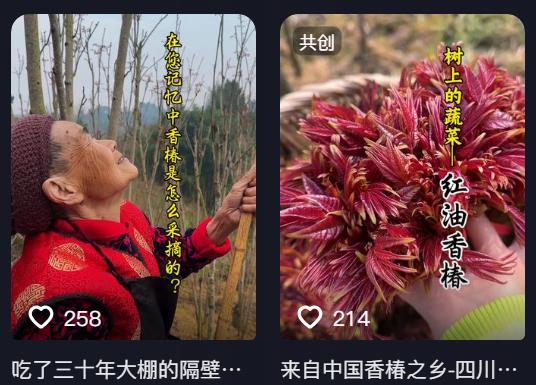 在您记忆中香椿是怎么采摘的？
258
吃了三十年大棚的隔壁…
共创
树上的蔬菜—
红油香椿
214
来自中国香椿之乡-四川…